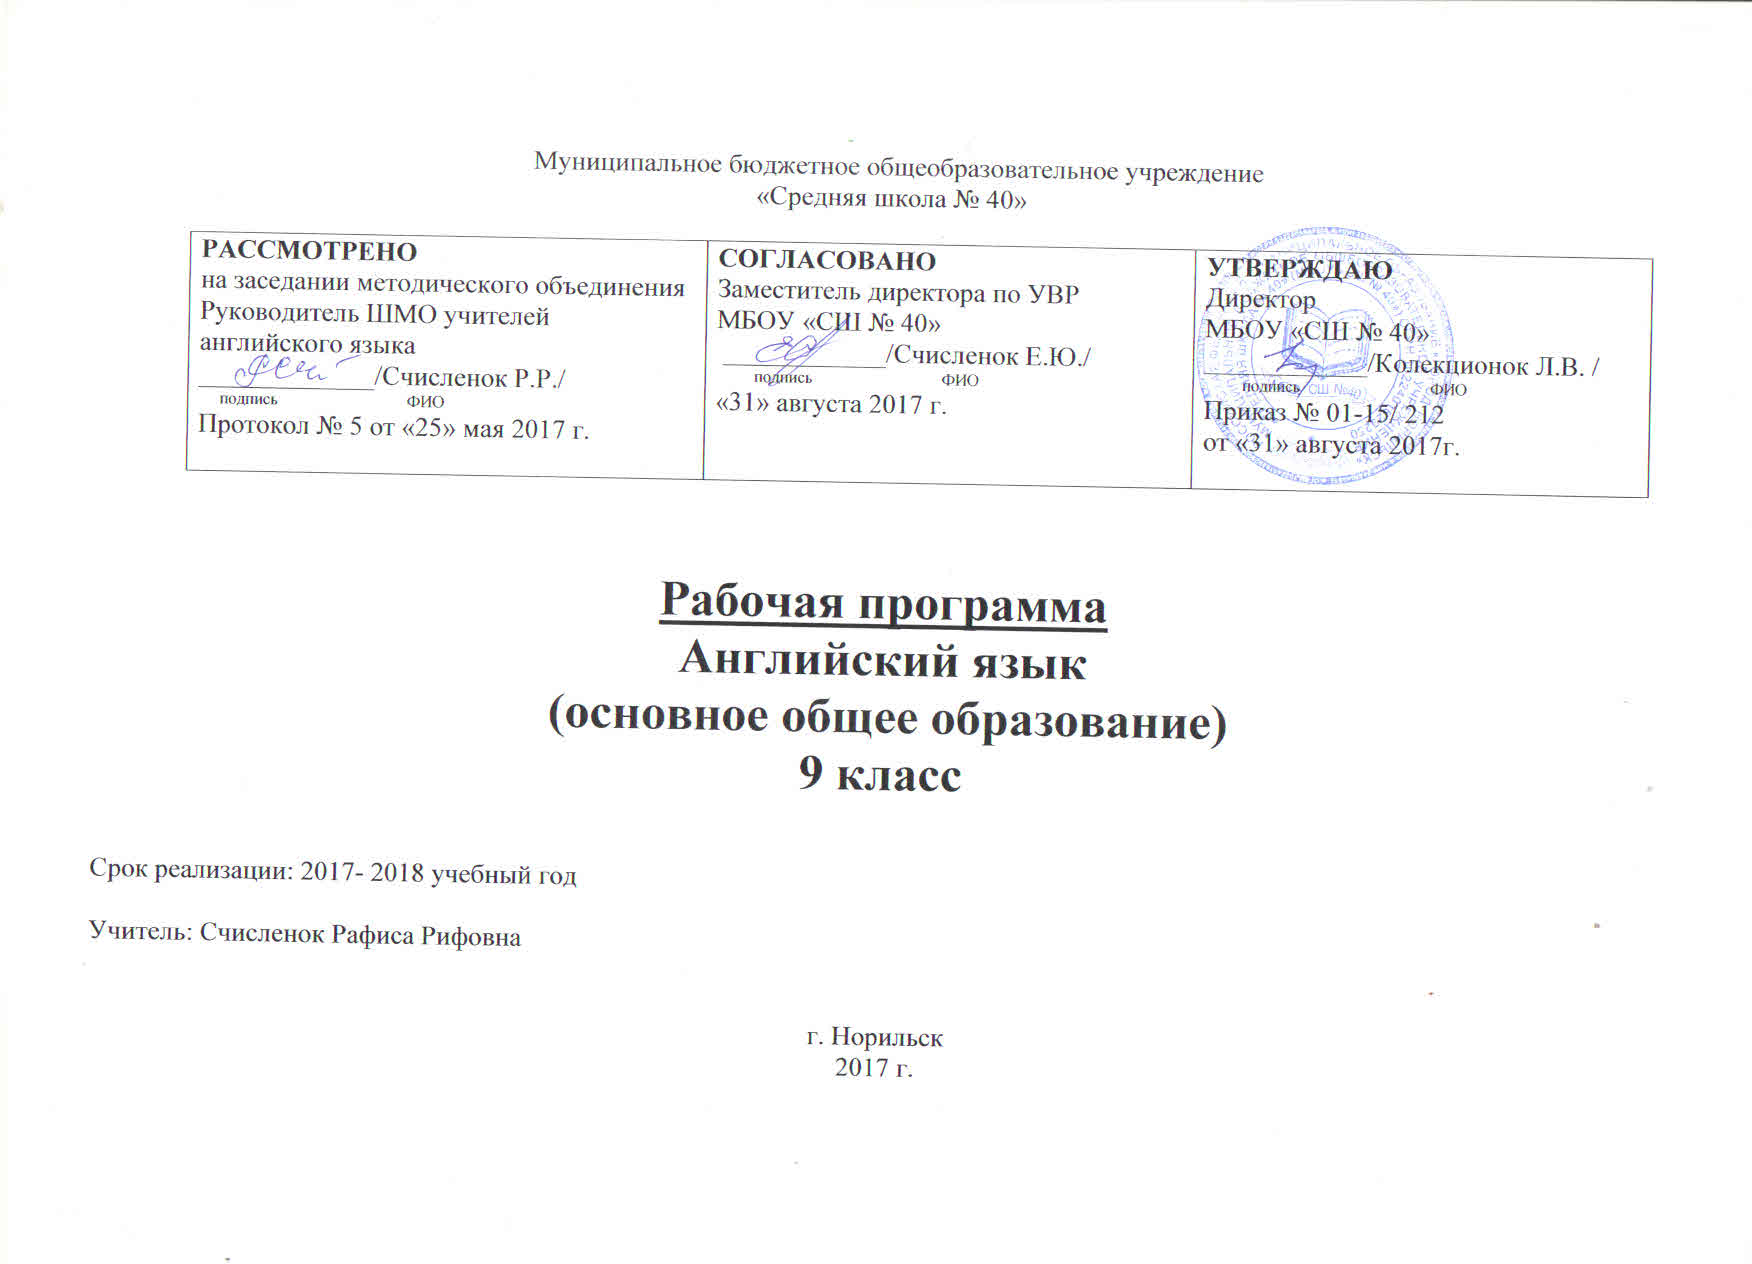 Муниципальное бюджетное общеобразовательное учреждение
«Средняя школа № 40»
РАССМОТРЕНО
на заседании методического объединения
Руководитель ШМО учителей
английского языка
/Счисленок Р.Р./
подпись ФИО
Протокол № 5 от «25» мая 2017 г.
СОГЛАСОВАНО
Заместитель директора по УВР
МБОУ «СШ № 40»
/Счисленок Е.Ю./
подпись ФИО
«31» августа 2017 г.
УТВЕРЖДАЮ
Директор
МБОУ «СШ № 40»
/Колекционок Л.В. /
подпись ФИО
СШ №40
Приказ № 01-15/ 212
от «31» августа 2017г.
Рабочая программа
Английский язык
(основное общее образование)
9 класс
Срок реализации: 2017- 2018 учебный год
Учитель: Счисленок Рафиса Рифовна
г. Норильск
2017 г.